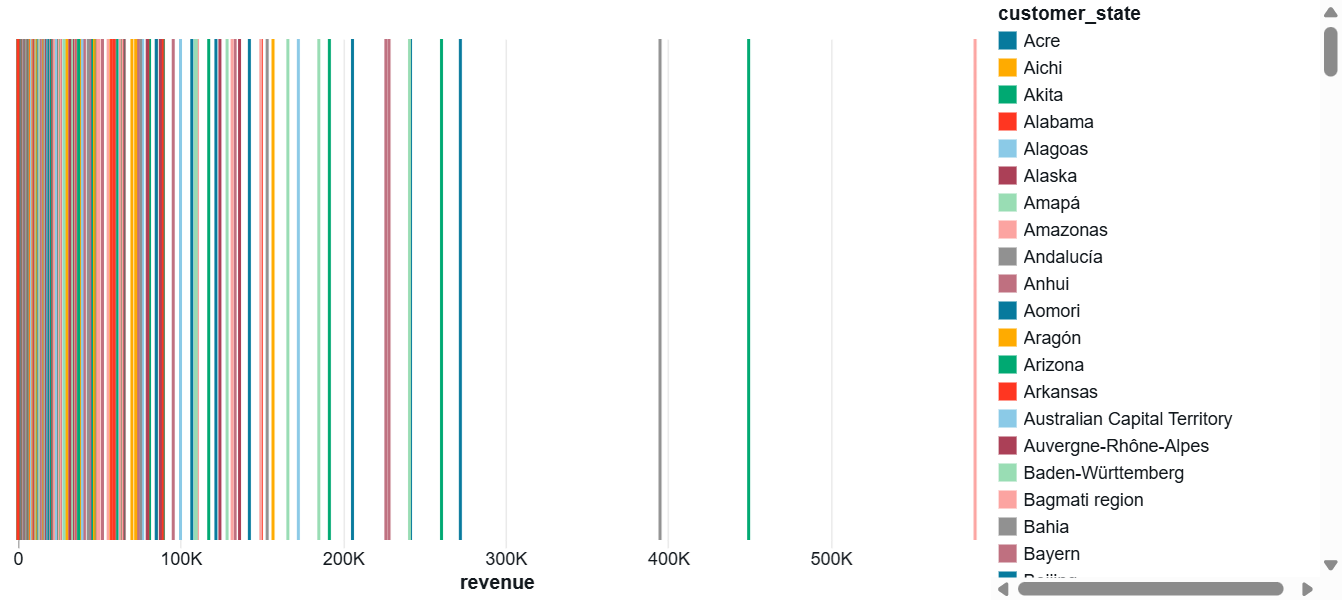 customer_state
Acre
Aichi
Akita
Alabama
Alagoas
Alaska
Amapá
Amazonas
Andalucía
Anhui
Aomori
Aragón
Arizona
Arkansas
Australian Capital Territory
Auvergne-Rhône-Alpes
Baden-Württemberg
Bagmati region
Bahia
Bayern
0 100K 200K 300K 400K 500K
revenue